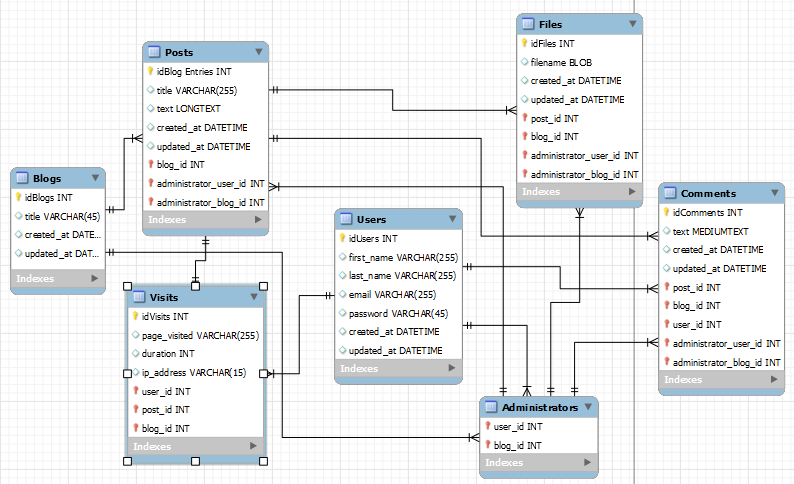 Posts
idBlog Entries INT
title VARCHAR(255)
text LONGTEXT
created_at DATETIME
updated_at DATETIME
blog_id INT
administrator_user_id INT
administrator_blog_id INT
Indexes
Files
idFiles INT
filename BLOB
created_at DATETIME
updated_at DATETIME
post_id INT
blog_id INT
administrator_user_id INT
administrator_blog_id INT
Indexes
Blogs
idBlogs INT
title VARCHAR(45)
created_at DATE...
updated_at DAT...
Indexes
Users
idUsers INT
first_name VARCHAR(255)
last_name VARCHAR(255)
email VARCHAR(255)
password VARCHAR(45)
created_at DATETIME
updated_at DATETIME
Indexes
Comments
idComments INT
text MEDIUMTEXT
created_at DATETIME
updated_at DATETIME
post_id INT
blog_id INT
user_id INT
administrator_user_id INT
administrator_blog_id INT
Indexes
Visits
idVisits INT
page_visited VARCHAR(255)
duration INT
ip_address VARCHAR(15)
user_id INT
post_id INT
blog_id INT
Indexes
Administrators
user_id INT
blog_id INT
Indexes